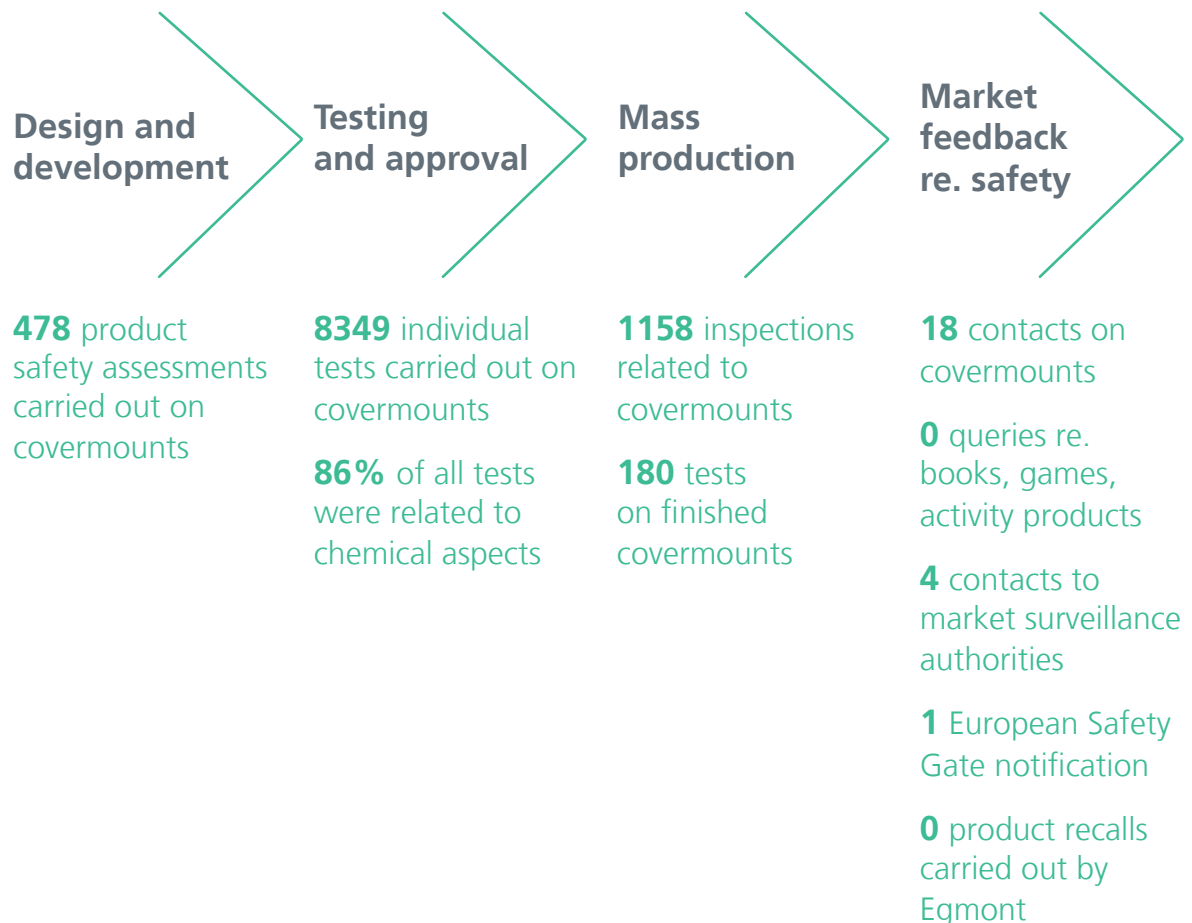 Design and
development
478 product
safety assessments
carried out on
covermounts
Testing
and approval
8349 individual
tests carried out on
covermounts
86% of all tests
were related to
chemical aspects
Mass
production
1158 inspections
related to
covermounts
180 tests
on finished
covermounts
Market
feedback
re. safety
18 contacts on
covermounts
0 queries re.
books, games,
activity products
4 contacts to
market surveillance
authorities
1 European Safety
Gate notification
0 product recalls
carried out by
Egmont